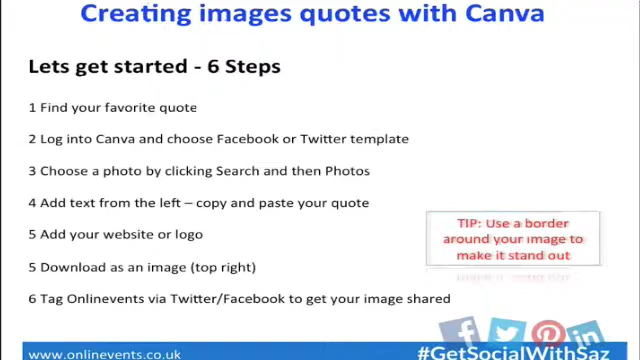 Creating images quotes with Canva
Lets get started - 6 Steps
1 Find your favorite quote
2 Log into Canva and choose Facebook or Twitter template
3 Choose a photo by clicking Search and then Photos
4 Add text from the left – copy and paste your quote
5 Add your website or logo
5 Download as an image (top right)
6 Tag Onlinevents via Twitter/Facebook to get your image shared
TIP: Use a border
around your image to
make it stand out
www.onlinevents.co.uk
#GetSocialWithSaz